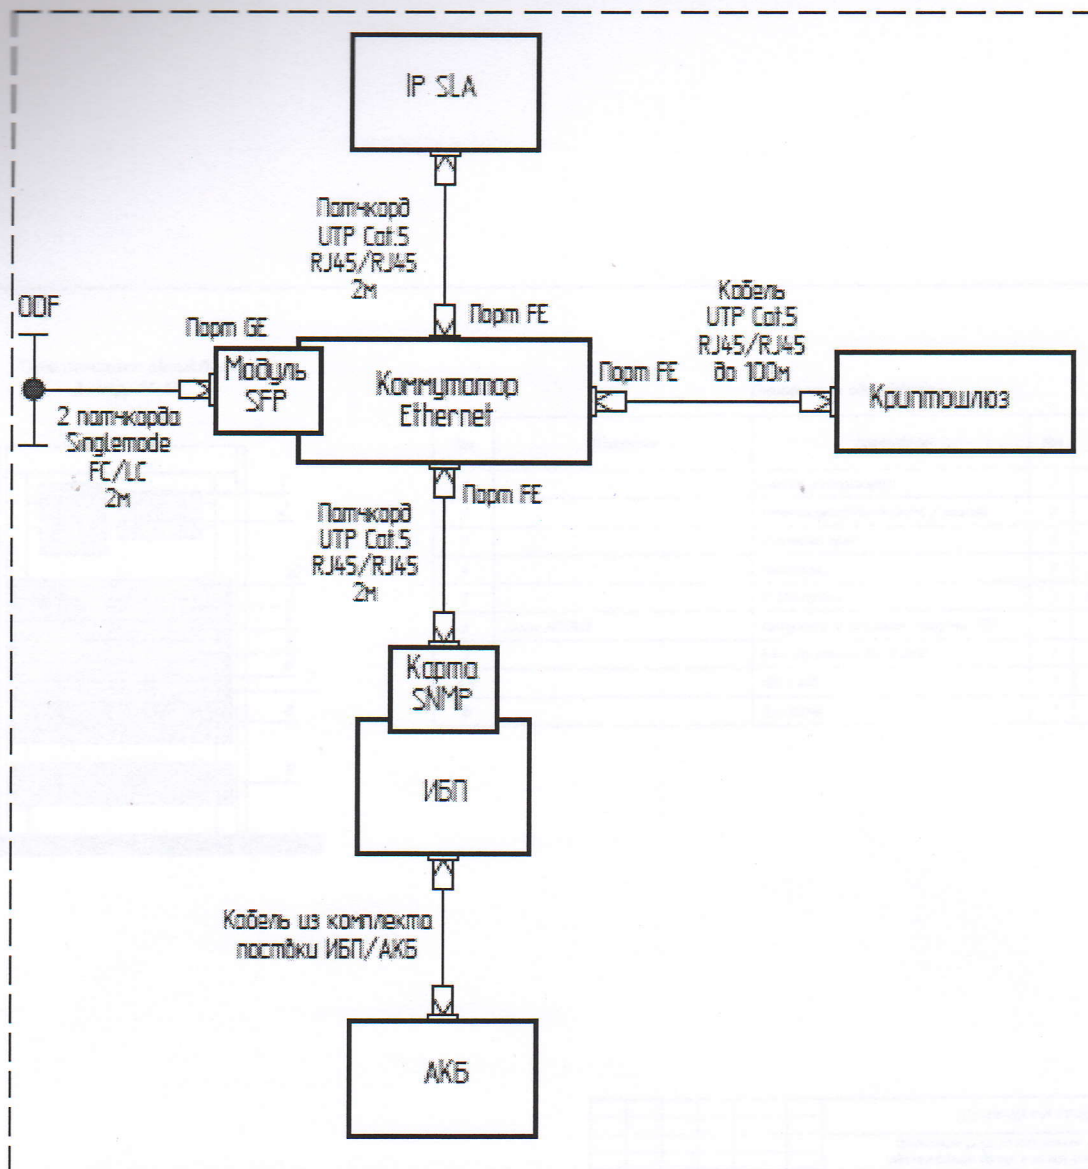 IP SLA
Патчкорд
UTP Cat.5
RJ45/RJ45
2м
ODF
Порт GE
Порт FE
Кабель
UTP Cat.5
RJ45/RJ45
до 100м
Модуль
SFP
Коммутатор
Ethernet
Порт FE
Криптошлюз
2 патчкорда
Singlemode
FC/LC
2м
Порт FE
Патчкорд
UTP Cat.5
RJ45/RJ45
2м
Карта
SNMP
ИБП
Кабель из комплекта
поствки ИБП/АКБ
АКБ